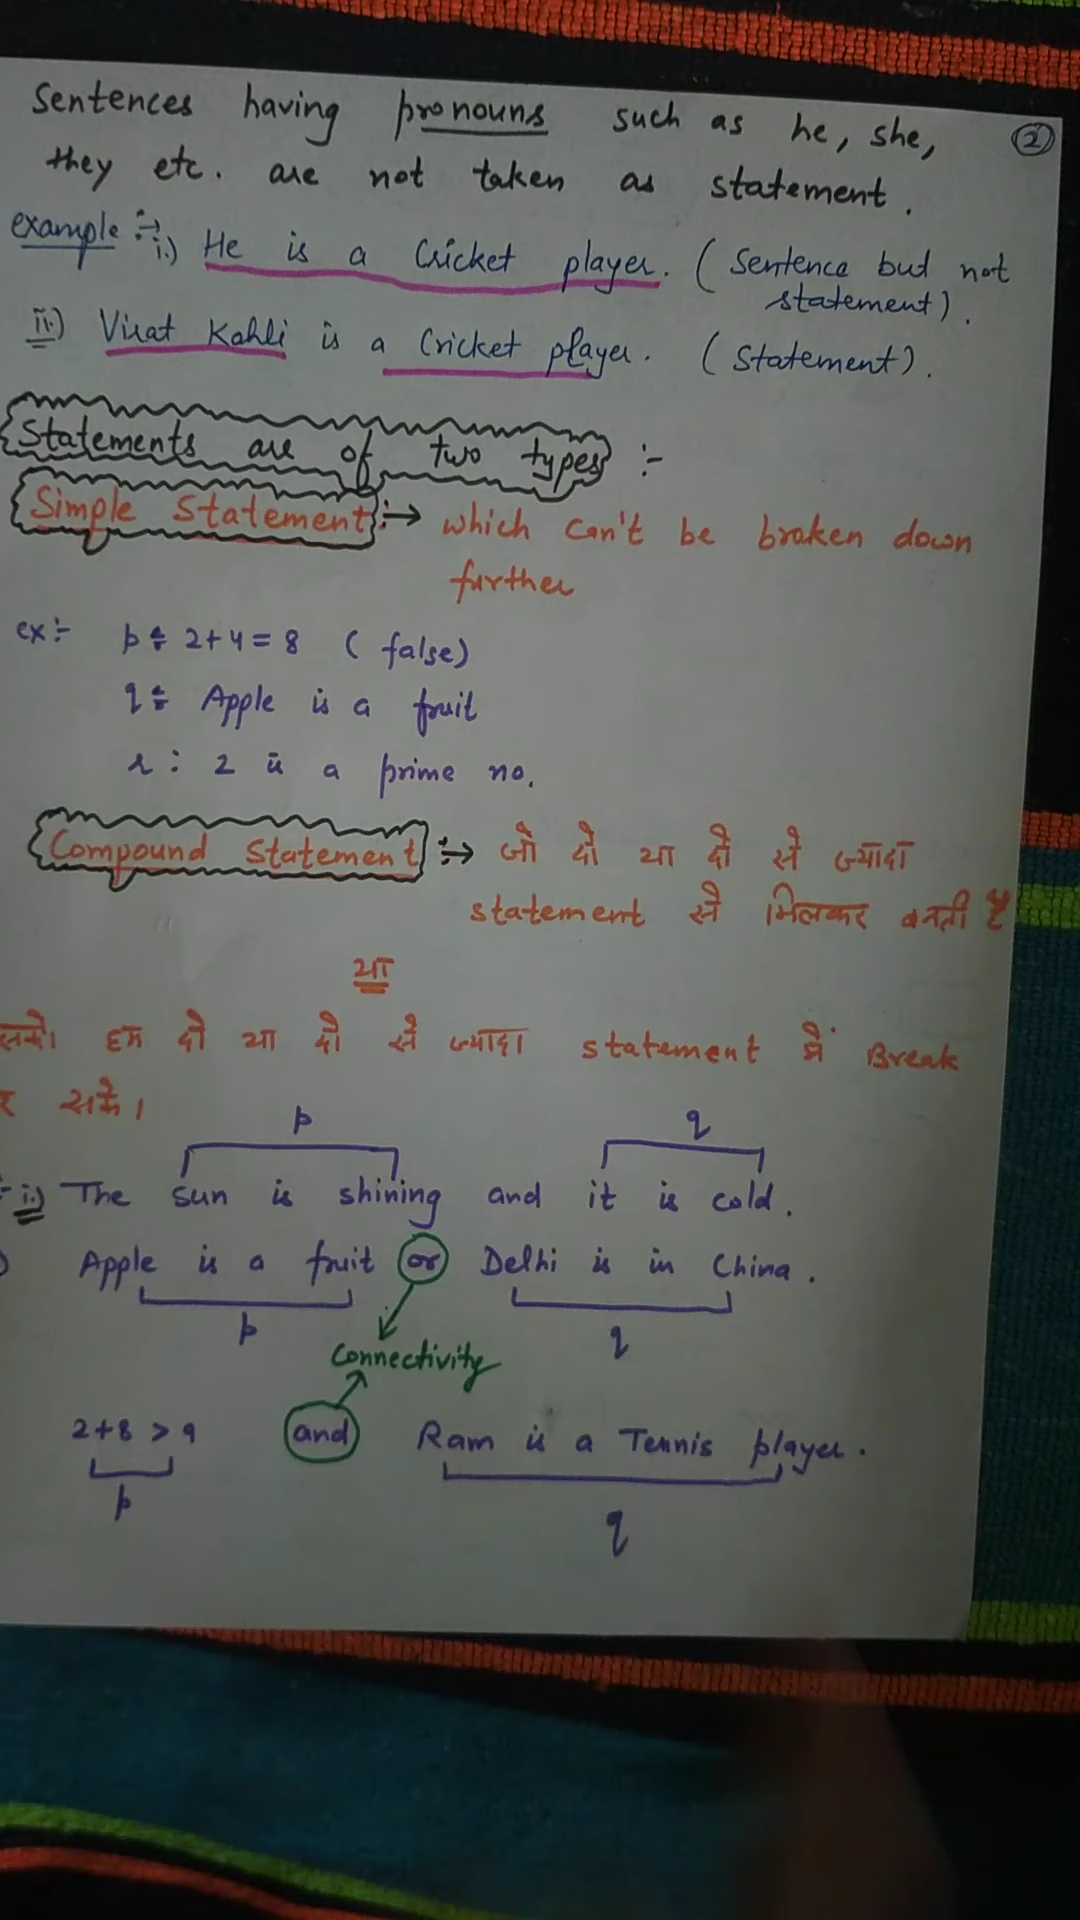 Sentences having pronouns such as he, she, (2)
they etc. are not taken as statement.
example :→ i.) He is a Cricket player. (Sentence but not
statement).
ii.) Virat Kohli is a Cricket player. (Statement).
Statements are of two types :-
Simple Statement :→ which can't be broken down
further
ex :- p : 2+4=8 (false)
q : Apple is a fruit
r : 2 is a prime no.
Compound Statement :→ जो दो या दो से ज्यादा
statement से मिलकर बनती है
या
हम दो या दो से ज्यादा statement में Break
सके।
p q
i.) The sun is shining and it is cold.
Apple is a fruit or Delhi is in China.
p q
Connectivity
2+8 > 9 and Ram is a Tennis player.
p q